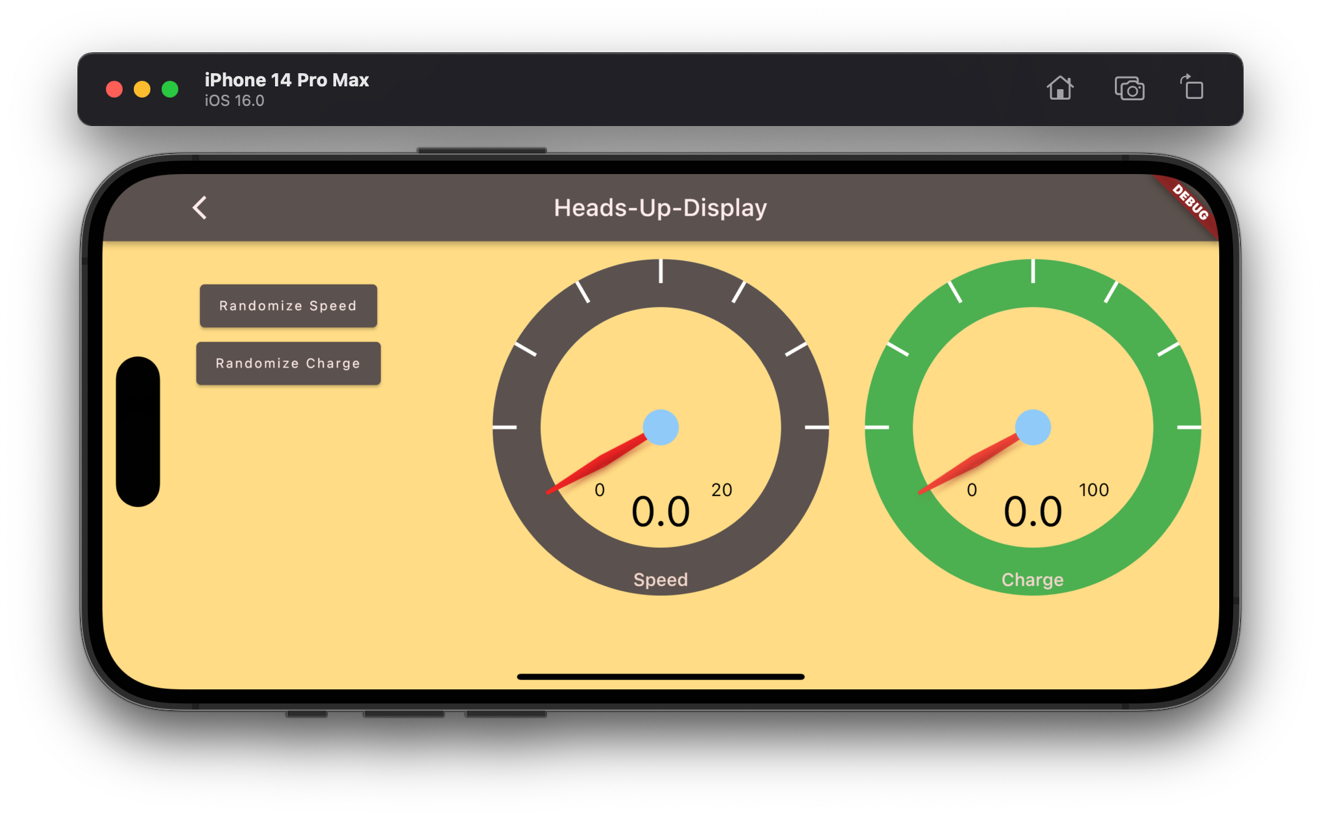 iPhone 14 Pro Max
iOS 16.0
Heads-Up-Display
DEBUG
Randomize Speed
Randomize Charge
0
20
0.0
Speed
0
100
0.0
Charge